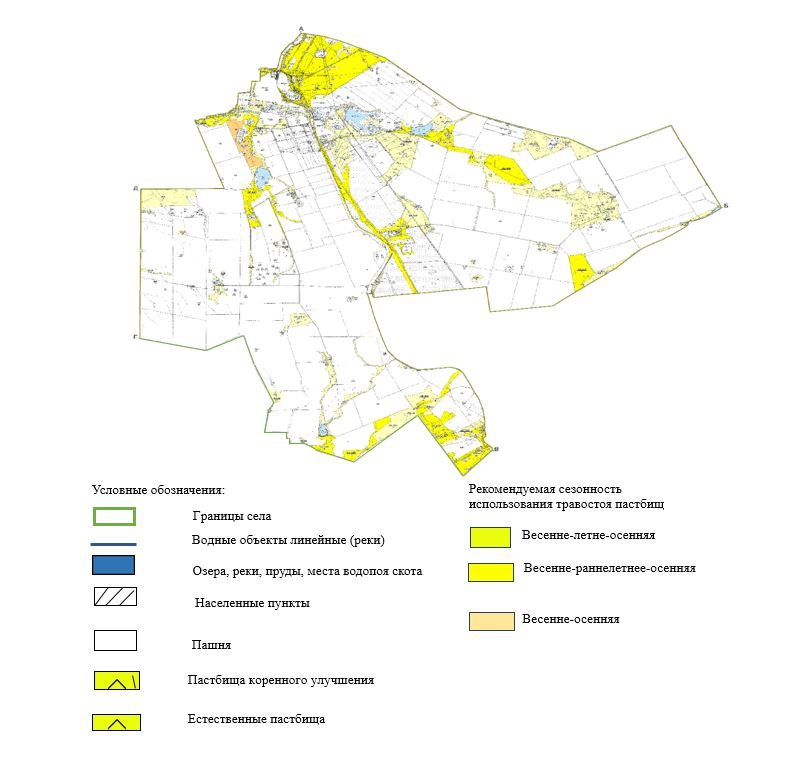 А
Б
Д
Г
В
Условные обозначения:
Границы села
Водные объекты линейные (реки)
Озера, реки, пруды, места водопоя скота
Населенные пункты
Пашня
Пастбища коренного улучшения
Естественные пастбища
Рекомендуемая сезонность
использования травостоя пастбищ
Весенне-летне-осенняя
Весенне-раннелетнее-осенняя
Весенне-осенняя